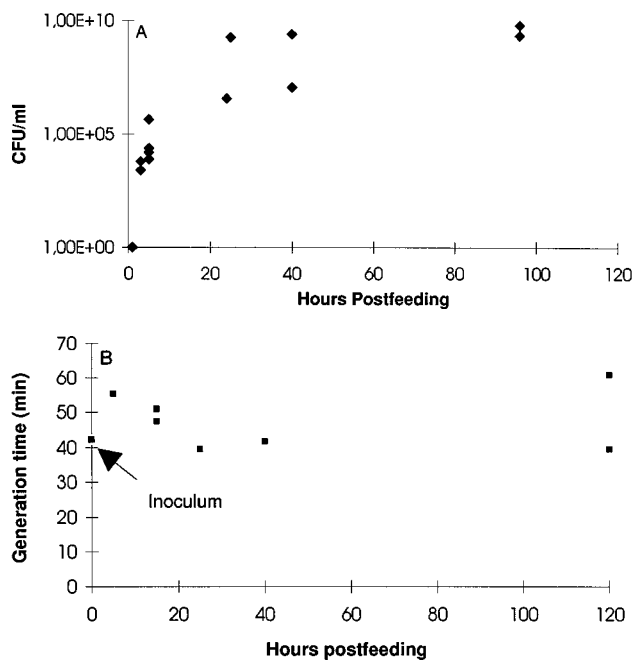 A
1,00E+10
1,00E+05
1,00E+00
CFU/ml
0 20 40 60 80 100 120
Hours Postfeeding
B
70
60
50
40
30
20
10
0
Generation time (min)
Inoculum
0 20 40 60 80 100 120
Hours postfeeding